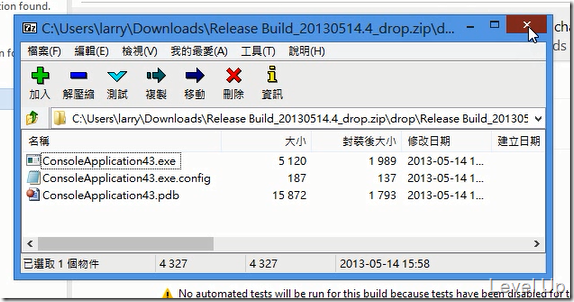 tion found.
C:\Users\larry\Downloads\Release Build_20130514.4_drop.zip\d...
檔案(F) 編輯(E) 檢視(V) 我的最愛(A) 工具(T) 說明(H)
加入 解壓縮 測試 複製 移動 刪除 資訊
C:\Users\larry\Downloads\Release Build_20130514.4_drop.zip\drop\Release Build_201305
名稱 大小 封裝後大小 修改日期 建立日期
ConsoleApplication43.exe 5 120 1 989 2013-05-14 1...
ConsoleApplication43.exe.config 187 137 2013-05-14 1...
ConsoleApplication43.pdb 15 872 1 793 2013-05-14 1...
已選取 1 個物件 4 327 4 327 2013-05-14 15:58
Level Up
No automated tests will be run for this build because tests have been disabled for t